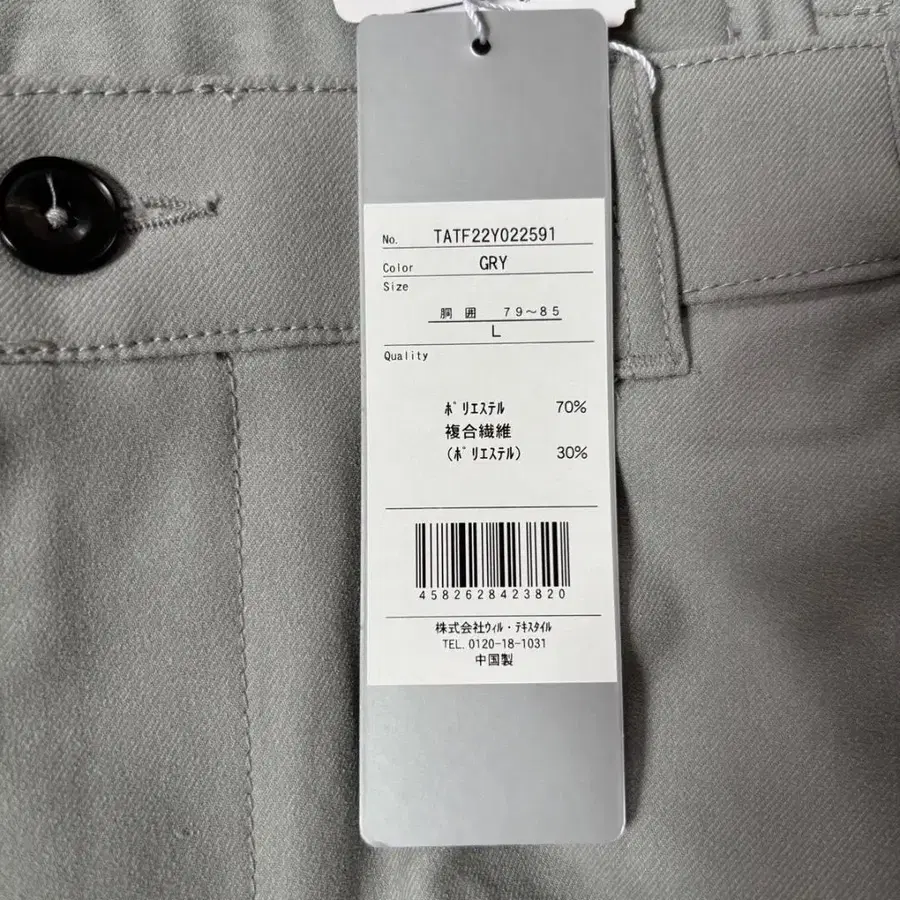 No. TATF22Y022591
Color GRY
Size
胴囲 79～85
L
Quality
ﾎﾟﾘｴｽﾃﾙ 70%
複合繊維
(ﾎﾟﾘｴｽﾃﾙ) 30%
4582628423820
株式会社ｳｨﾙ・ﾃｷｽﾀｲﾙ
TEL. 0120-18-1031
中国製